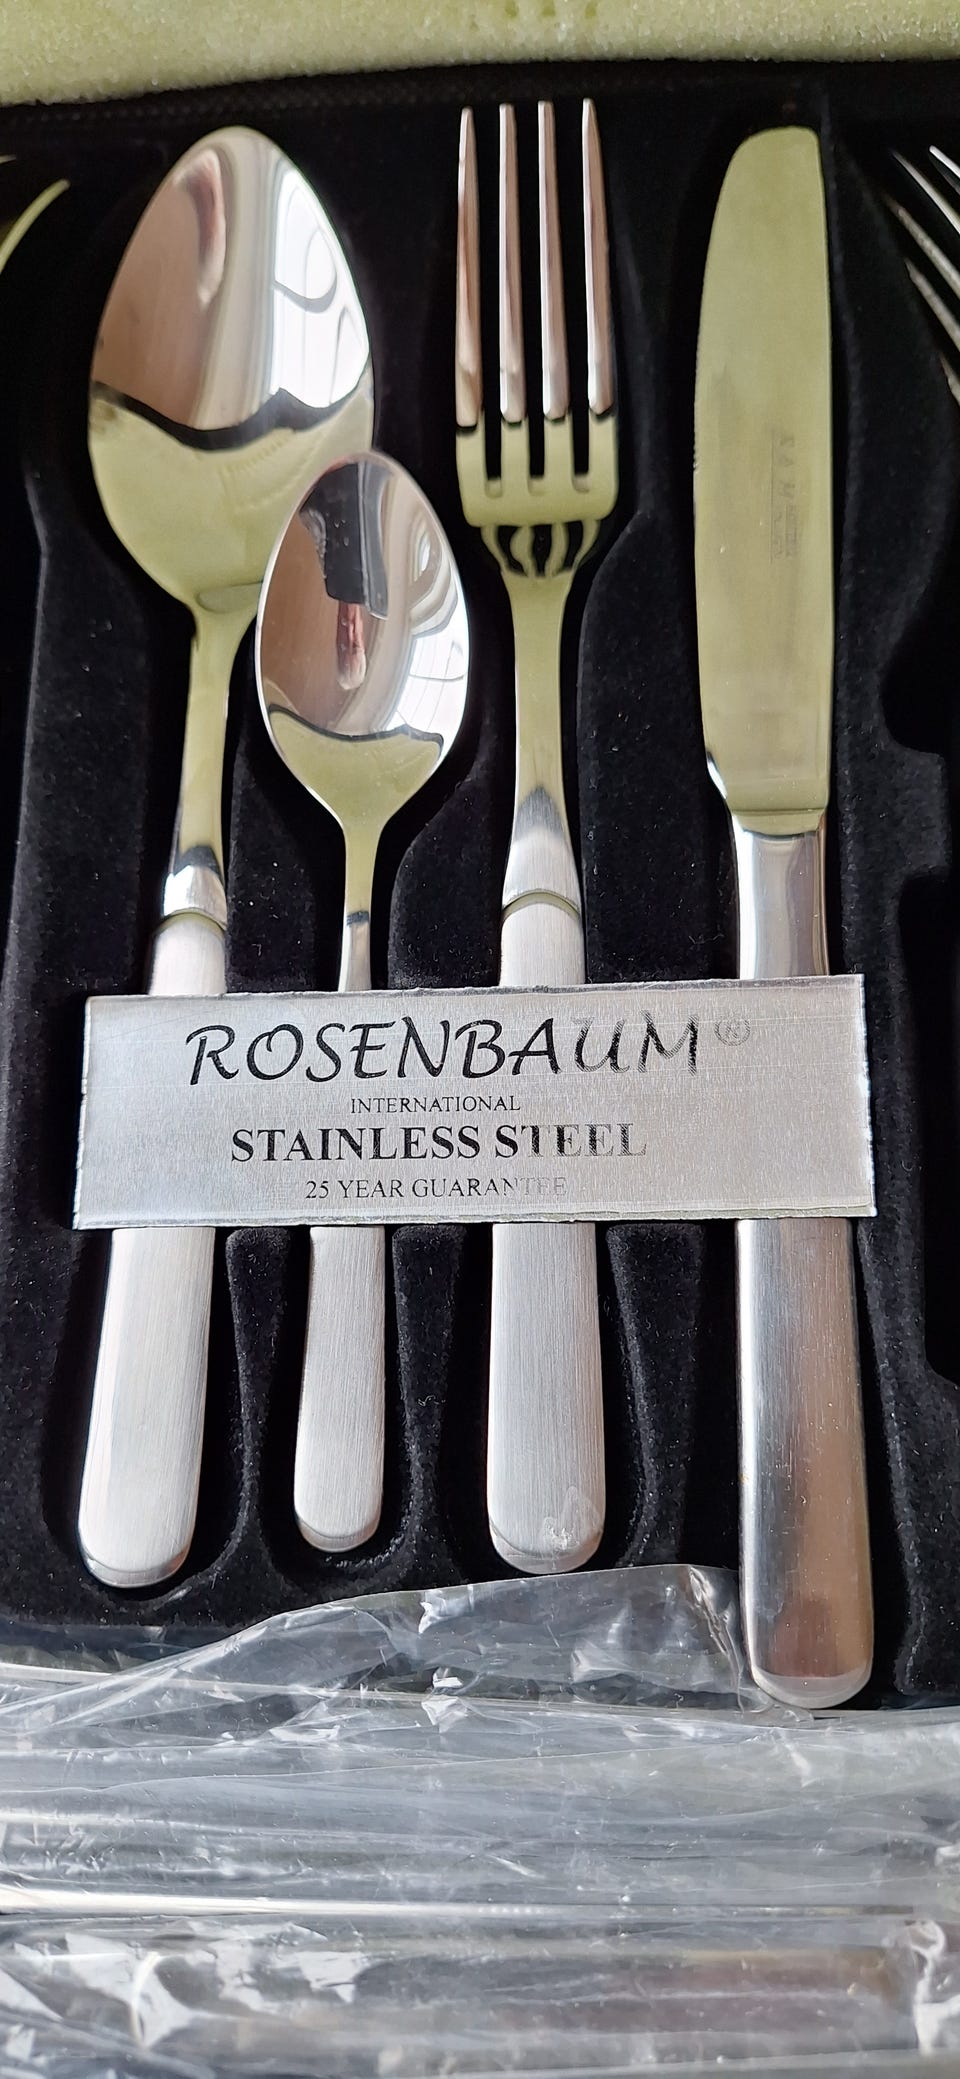 ROSENBAUM®
INTERNATIONAL
STAINLESS STEEL
25 YEAR GUARANTEE